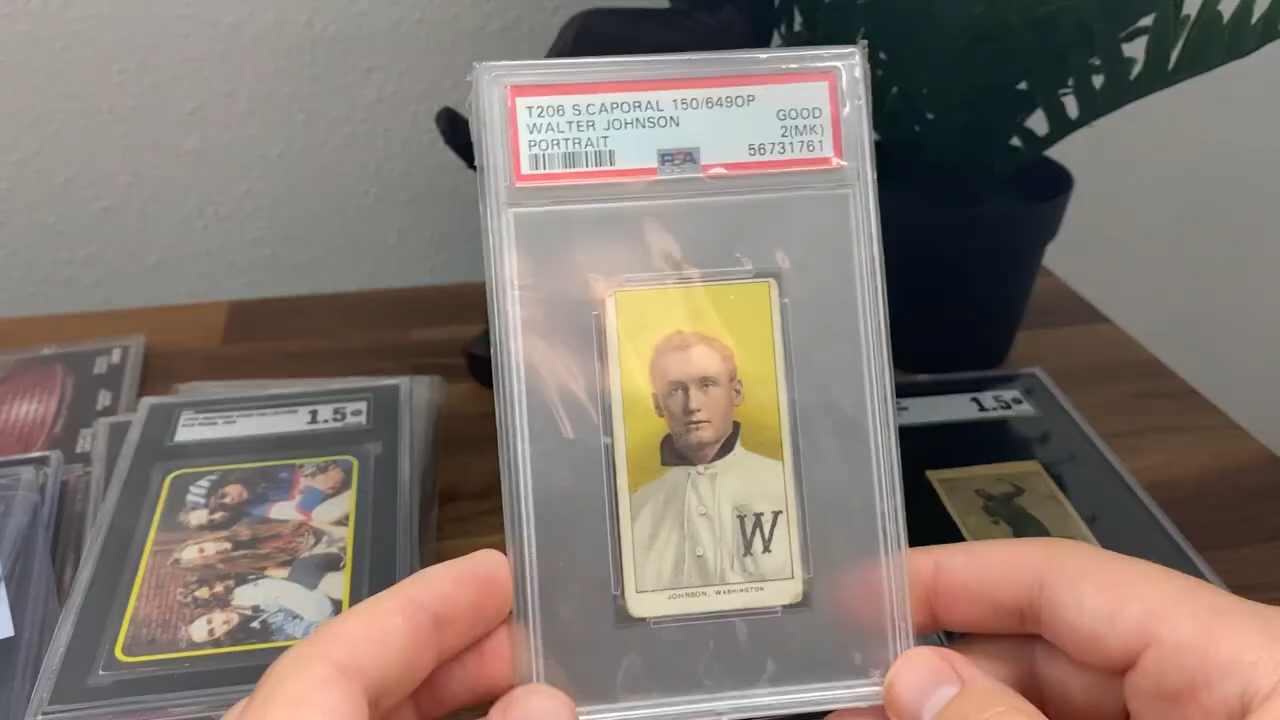 T206 S.CAPORAL 150/649OP
WALTER JOHNSON
PORTRAIT
GOOD
2(MK)
56731761
PSA
W
JOHNSON, WASHINGTON
1.5
1.5